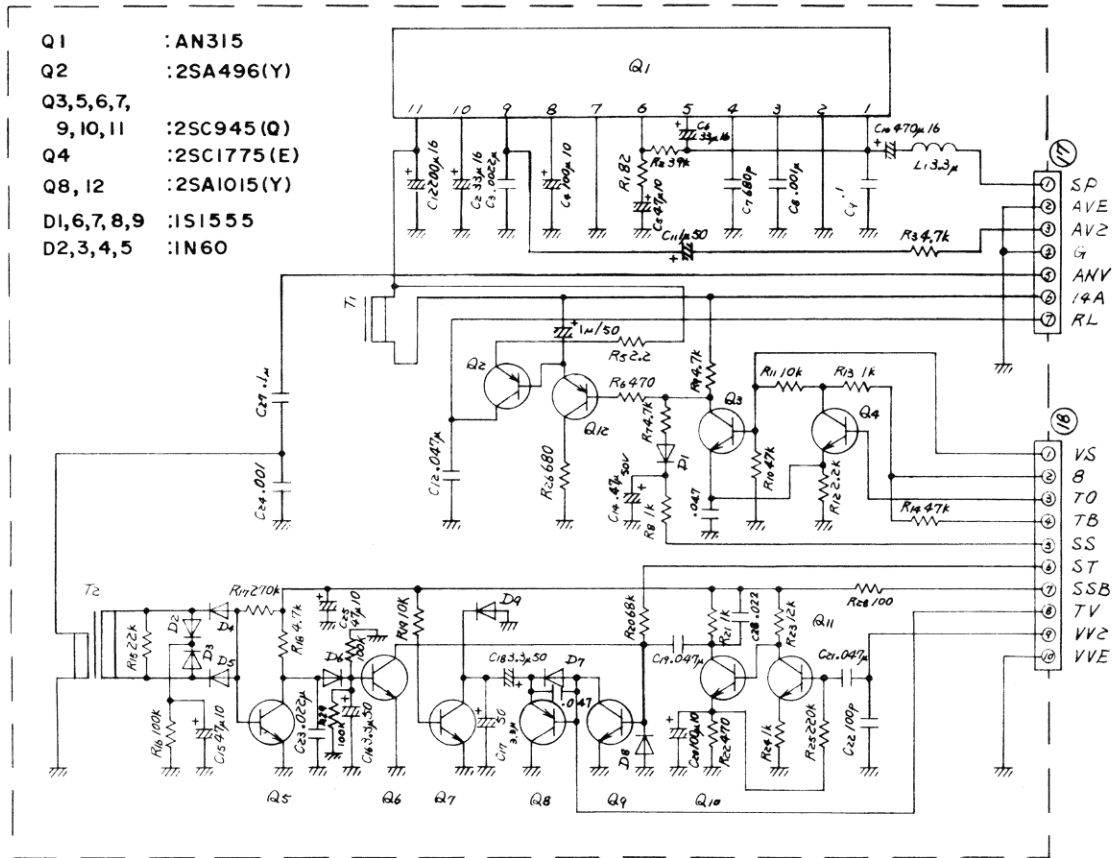 Q1 :AN315
Q2 :2SA496(Y)
Q3,5,6,7,
9,10,11 :2SC945(Q)
Q4 :2SC1775(E)
Q8,12 :2SA1015(Y)
D1,6,7,8,9 :1S1555
D2,3,4,5 :1N60
Q1
11 10 9 8 7 6 5 4 3 2 1
C1 2200μ16
C2 33μ16
C3 .0022μ
C4 100μ10
R1 82
C5 47μ10
R2 39k
C6 33μ16
C7 680p
C8 .001μ
C9 .1
C10 470μ16
L1 3.3μ
C11 1μ50
R3 4.7k
17
1 SP
2 AVE
3 AV2
4 G
5 ANV
6 14A
7 RL
T1
1μ/50
R5 2.2
Q2
R6 470
R9 4.7k
Q12
R7 4.7k
Q3
R11 10k
R13 1k
Q4
C12 .047μ
R26 680
D1
C14 .47μ 50V
R8 1k
.047
R10 47k
R12 2.2k
R14 47k
C24 .001
18
1 VS
2 B
3 TO
4 TB
5 SS
6 ST
7 SSB
8 TV
9 VV2
10 VVE
T2
R15 22k
D2
D3
D4
D5
R17 270k
R18 4.7k
R16 100k
C15 47μ10
C25 47μ10
100k
D6
C23 .022μ
100k
C16 3.3μ50
R19 10k
D9
C18 3.3μ50
D7
.047
C17 3.3μ 50
R20 68k
D8
C19 .047μ
R21 1k
C28 .022
R23 12k
Q11
R28 100
C20 100μ10
R22 470
R24 1k
R25 220k
C21 .047μ
C22 100p
Q5 Q6 Q7 Q8 Q9 Q10